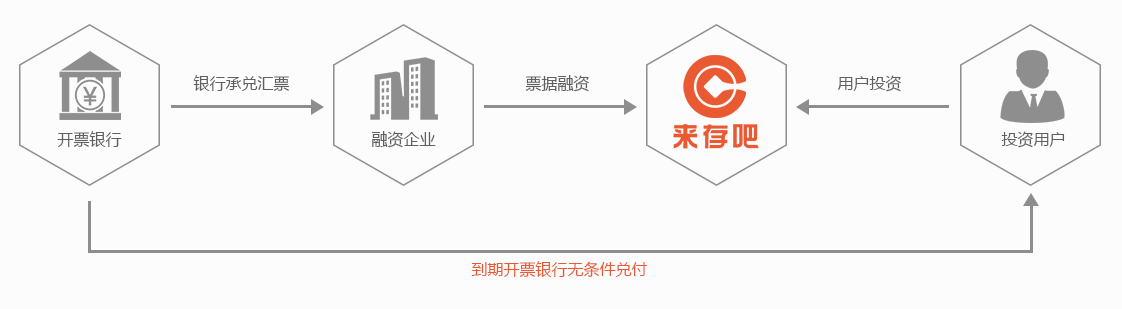 银行承兑汇票
票据融资
用户投资
¥
开票银行
融资企业
来存吧
投资用户
到期开票银行无条件兑付